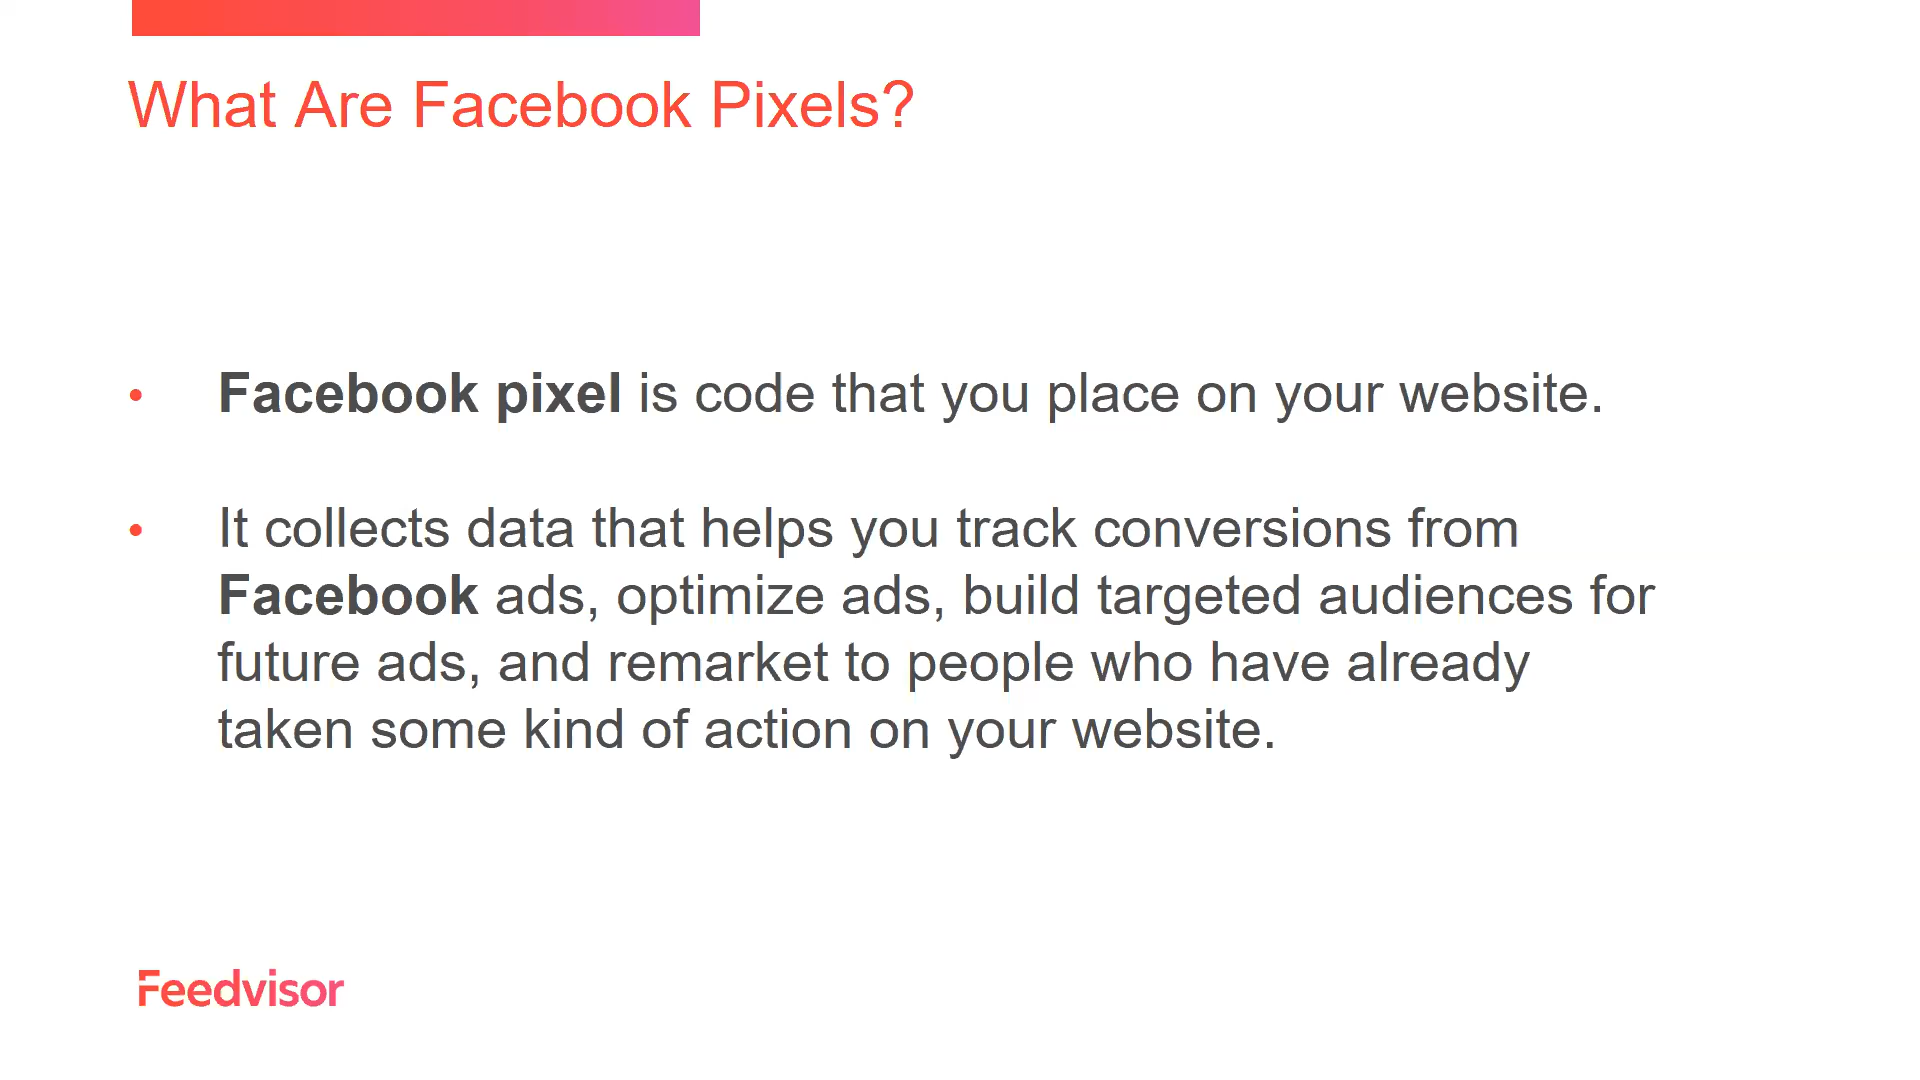 What Are Facebook Pixels?
• Facebook pixel is code that you place on your website.
• It collects data that helps you track conversions from
Facebook ads, optimize ads, build targeted audiences for
future ads, and remarket to people who have already
taken some kind of action on your website.
Feedvisor